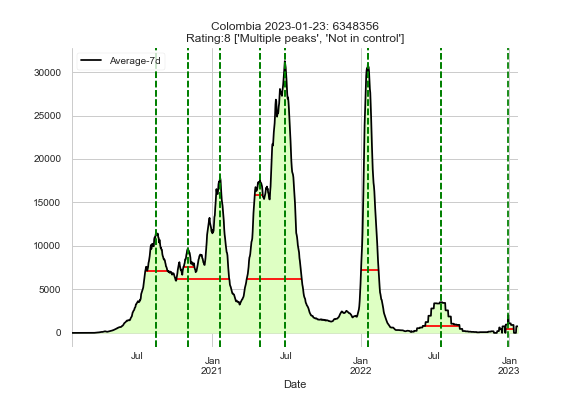 Colombia 2023-01-23: 6348356
Rating:8 ['Multiple peaks', 'Not in control']
Average-7d
30000
25000
20000
15000
10000
5000
0
Jul
Jan
2021
Jul
Jan
2022
Jul
Jan
2023
Date